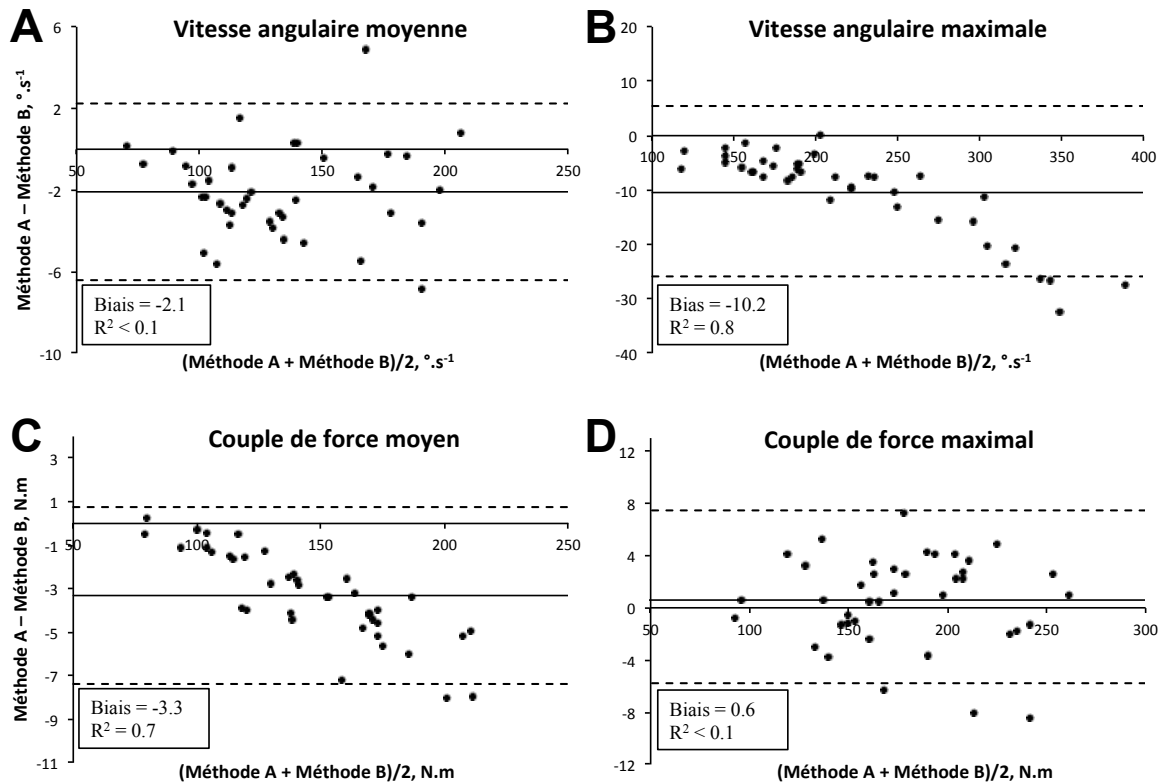 A
Vitesse angulaire moyenne
Méthode A – Méthode B, °.s⁻¹
6
2
-2
-6
-10
50 100 150 200 250
Biais = -2.1
R² < 0.1
(Méthode A + Méthode B)/2, °.s⁻¹
B
Vitesse angulaire maximale
20
10
0
-10
-20
-30
-40
100 150 200 250 300 350 400
Bias = -10.2
R² = 0.8
(Méthode A + Méthode B)/2, °.s⁻¹
C
Couple de force moyen
Méthode A – Méthode B, N.m
3
1
-1
-3
-5
-7
-9
-11
50 100 150 200 250
Biais = -3.3
R² = 0.7
(Méthode A + Méthode B)/2, N.m
D
Couple de force maximal
12
8
4
0
-4
-8
-12
50 100 150 200 250 300
Biais = 0.6
R² < 0.1
(Méthode A + Méthode B)/2, N.m